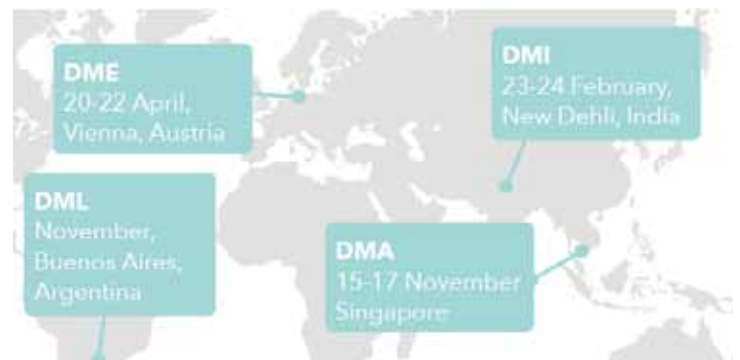 DME
20-22 April,
Vienna, Austria
DMI
23-24 February,
New Dehli, India
DML
November,
Buenos Aires,
Argentina
DMA
15-17 November
Singapore